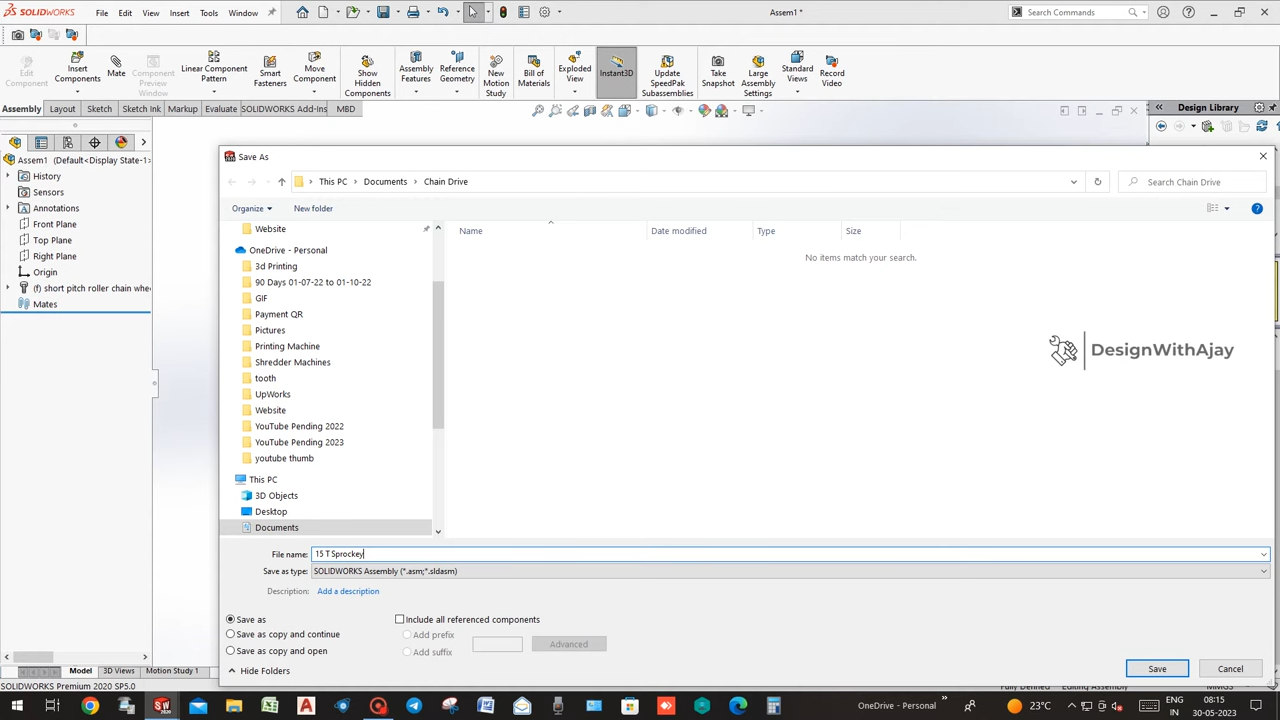 SOLIDWORKS File Edit View Insert Tools Window Assem1 * Search Commands
Edit Component
Insert Components
Mate
Component Preview Window
Linear Component Pattern
Smart Fasteners
Move Component
Show Hidden Components
Assembly Features
Reference Geometry
New Motion Study
Bill of Materials
Exploded View
Instant3D
Update SpeedPak Subassemblies
Take Snapshot
Large Assembly Settings
Standard Views
Record Video
Assembly Layout Sketch Sketch Ink Markup Evaluate SOLIDWORKS Add-Ins MBD
Design Library
Assem1 (Default<Display State-1>
History
Sensors
Annotations
Front Plane
Top Plane
Right Plane
Origin
(f) short pitch roller chain whee
Mates
Save As
This PC > Documents > Chain Drive
Search Chain Drive
Organize New folder
Website
OneDrive - Personal
3d Printing
90 Days 01-07-22 to 01-10-22
GIF
Payment QR
Pictures
Printing Machine
Shredder Machines
tooth
UpWorks
Website
YouTube Pending 2022
YouTube Pending 2023
youtube thumb
This PC
3D Objects
Desktop
Documents
Name Date modified Type Size
No items match your search.
DesignWithAjay
File name: 15 T Sprockey
Save as type: SOLIDWORKS Assembly (*.asm;*.sldasm)
Description: Add a description
Save as
Save as copy and continue
Save as copy and open
Include all referenced components
Add prefix
Add suffix
Advanced
Hide Folders
Save Cancel
Model 3D Views Motion Study 1
SOLIDWORKS Premium 2020 SP5.0 Fully Defined Editing Assembly MMGS
OneDrive - Personal
23°C
ENG
IN
08:15
30-05-2023